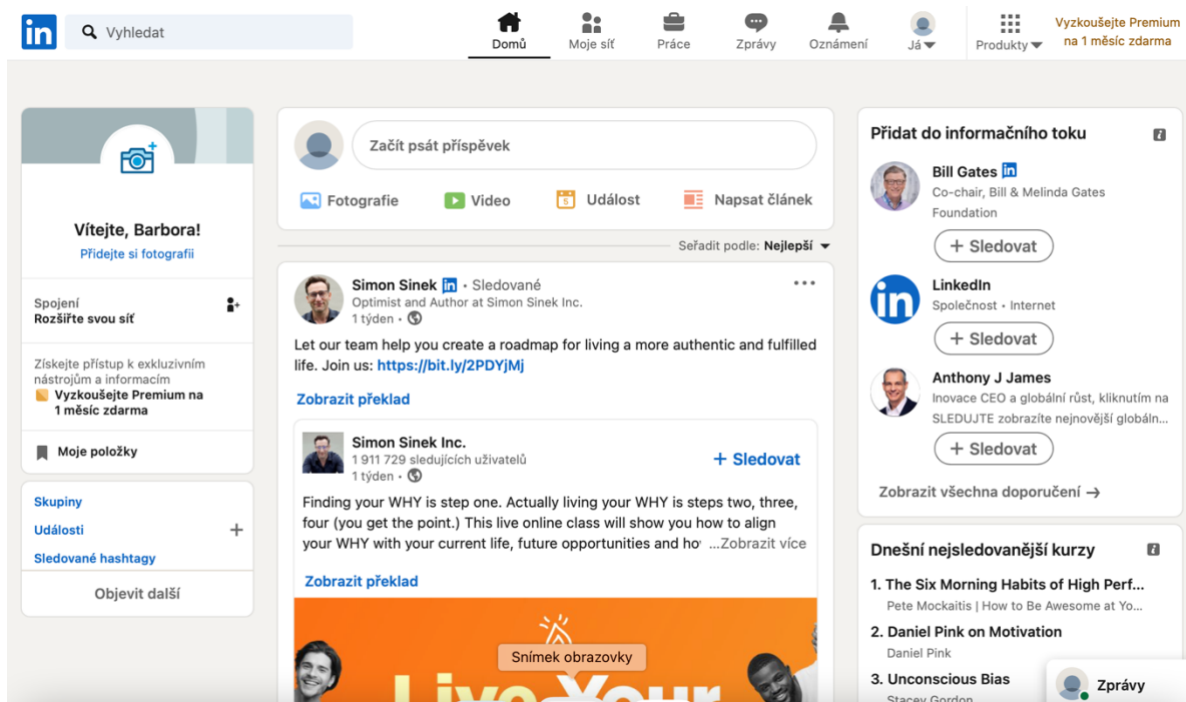 in
Vyhledat
Domů
Moje síť
Práce
Zprávy
Oznámení
Já
Produkty
Vyzkoušejte Premium
na 1 měsíc zdarma
Vítejte, Barbora!
Přidejte si fotografii
Spojení
Rozšiřte svou síť
Získejte přístup k exkluzivním
nástrojům a informacím
Vyzkoušejte Premium na
1 měsíc zdarma
Moje položky
Skupiny
Události
+
Sledované hashtagy
Objevit další
Začít psát příspěvek
Fotografie
Video
5
Událost
Napsat článek
Seřadit podle: Nejlepší
Simon Sinek in • Sledované
Optimist and Author at Simon Sinek Inc.
1 týden •
Let our team help you create a roadmap for living a more authentic and fulfilled
life. Join us: https://bit.ly/2PDYjMj
Zobrazit překlad
Simon Sinek Inc.
1 911 729 sledujících uživatelů
1 týden •
+ Sledovat
Finding your WHY is step one. Actually living your WHY is steps two, three,
four (you get the point.) This live online class will show you how to align
your WHY with your current life, future opportunities and ho ...Zobrazit více
Zobrazit překlad
Snímek obrazovky
Live Your
Přidat do informačního toku
Bill Gates in
Co-chair, Bill & Melinda Gates
Foundation
+ Sledovat
in
LinkedIn
Společnost • Internet
+ Sledovat
Anthony J James
Inovace CEO a globální růst, kliknutím na
SLEDUJTE zobrazíte nejnovější globáln...
+ Sledovat
Zobrazit všechna doporučení →
Dnešní nejsledovanější kurzy
1. The Six Morning Habits of High Perf...
Pete Mockaitis | How to Be Awesome at Yo...
2. Daniel Pink on Motivation
Daniel Pink
3. Unconscious Bias
Stacey Gordon
Zprávy